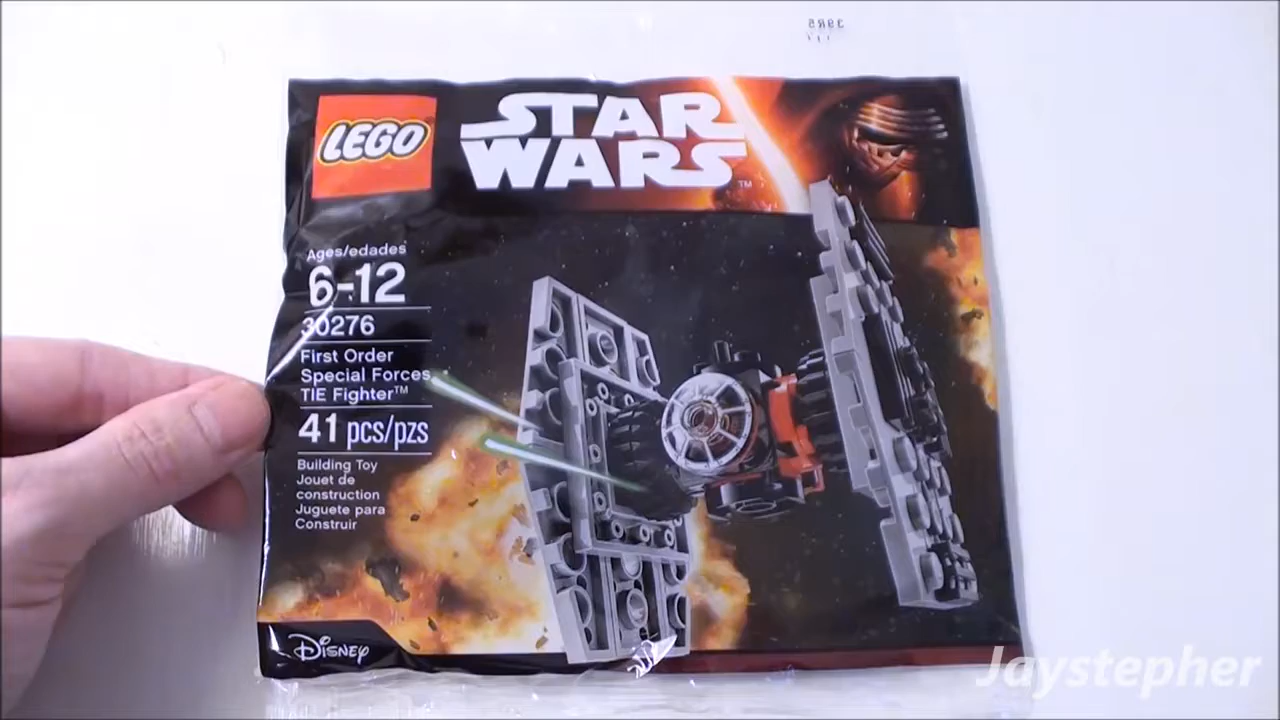 LEGO
STAR
WARS™
Ages/edades
6-12
30276
First Order
Special Forces
TIE Fighter™
41 pcs/pzs
Building Toy
Jouet de
construction
Juguete para
Construir
Disney
Jaystepher